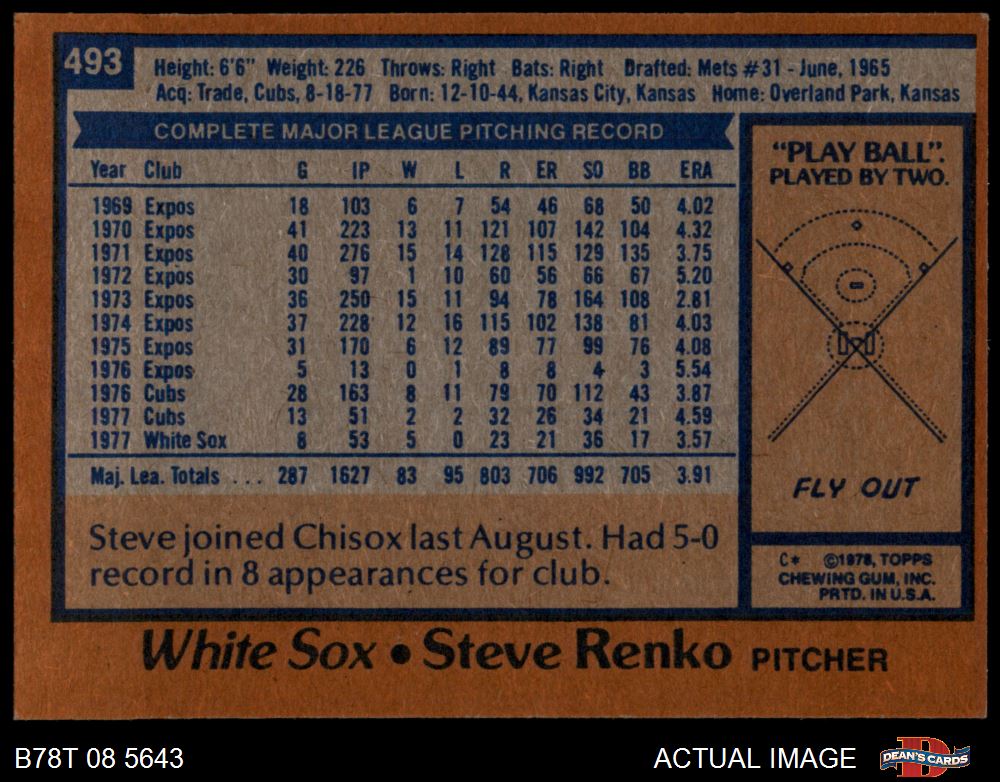 493
Height: 6'6" Weight: 226 Throws: Right Bats: Right Drafted: Mets #31 - June, 1965
Acq: Trade, Cubs, 8-18-77 Born: 12-10-44, Kansas City, Kansas Home: Overland Park, Kansas
COMPLETE MAJOR LEAGUE PITCHING RECORD
Year Club G IP W L R ER SO BB ERA
1969 Expos 18 103 6 7 54 46 68 50 4.02
1970 Expos 41 223 13 11 121 107 142 104 4.32
1971 Expos 40 276 15 14 128 115 129 135 3.75
1972 Expos 30 97 1 10 60 56 66 67 5.20
1973 Expos 36 250 15 11 94 78 164 108 2.81
1974 Expos 37 228 12 16 115 102 138 81 4.03
1975 Expos 31 170 6 12 89 77 99 76 4.08
1976 Expos 5 13 0 1 8 8 4 3 5.54
1976 Cubs 28 163 8 11 79 70 112 43 3.87
1977 Cubs 13 51 2 2 32 26 34 21 4.59
1977 White Sox 8 53 5 0 23 21 36 17 3.57
Maj. Lea. Totals ... 287 1627 83 95 803 706 992 705 3.91
Steve joined Chisox last August. Had 5-0
record in 8 appearances for club.
"PLAY BALL".
PLAYED BY TWO.
FLY OUT
C* ©1978, TOPPS
CHEWING GUM, INC.
PRTD. IN U.S.A.
White Sox • Steve Renko PITCHER
B78T 08 5643
ACTUAL IMAGE
DEAN'S CARDS